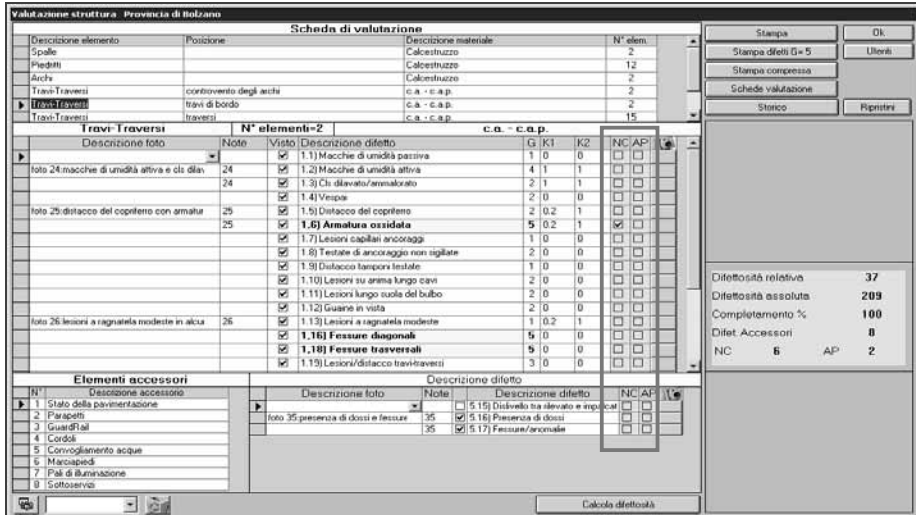 Valutazione struttura Provincia di Bolzano
Scheda di valutazione
Descrizione elemento Posizione Descrizione materiale N° elem.
Spalle Calcestruzzo 2
Piedritti Calcestruzzo 12
Archi Calcestruzzo 2
Travi-Traversi controvento degli archi c.a. - c.a.p. 2
Travi-Traversi travi di bordo c.a. - c.a.p. 2
Travi-Traversi traversi c.a. - c.a.p. 15
Stampa Ok
Stampa difetti G= 5 Utenti
Stampa compressa
Schede valutazione
Storico Ripristini
Travi-Traversi N° elementi=2 c.a. - c.a.p.
Descrizione foto Note Visto Descrizione difetto G K1 K2 NC AP
1.1) Macchie di umidità passiva 1 0 0
foto 24:macchie di umidità attiva e cls dilav 24 1.2) Macchie di umidità attiva 4 1 1
24 1.3) Cls dilavato/ammalorato 2 1 1
1.4) Vespai 2 0 0
foto 25:distacco del copriferro con armatur 25 1.5) Distacco del copriferro 2 0.2 1
25 1,6) Armatura ossidata 5 0.2 1
1.7) Lesioni capillari ancoraggi 1 0 0
1.8) Testate di ancoraggio non sigillate 2 0 0
1.9) Distacco tamponi testate 1 0 0
1.10) Lesioni su anima lungo cavi 2 0 0
1.11) Lesioni lungo suola del bulbo 2 0 0
1.12) Guaine in vista 2 0 0
foto 26:lesioni a ragnatela modeste in alcu 26 1.13) Lesioni a ragnatela modeste 1 0.2 1
1,16) Fessure diagonali 5 0 0
1,18) Fessure trasversali 5 0 0
1.19) Lesioni/distacco travi-traversi 3 0 0
Difettosità relativa 37
Difettosità assoluta 209
Completamento % 100
Difet. Accessori 0
NC 6 AP 2
Elementi accessori
N° Descrizione accessorio
1 Stato della pavimentazione
2 Parapetti
3 GuardRail
4 Cordoli
5 Convogliamento acque
6 Marciapiedi
7 Pali di illuminazione
8 Sottoservizi
Descrizione difetto
Descrizione foto Note Descrizione difetto NC AP
5.15) Dislivello tra rilevato e impalcat
foto 35:presenza di dossi e fessure 35 5.16) Presenza di dossi
35 5.17) Fessure/anomalie
Calcola difettosità